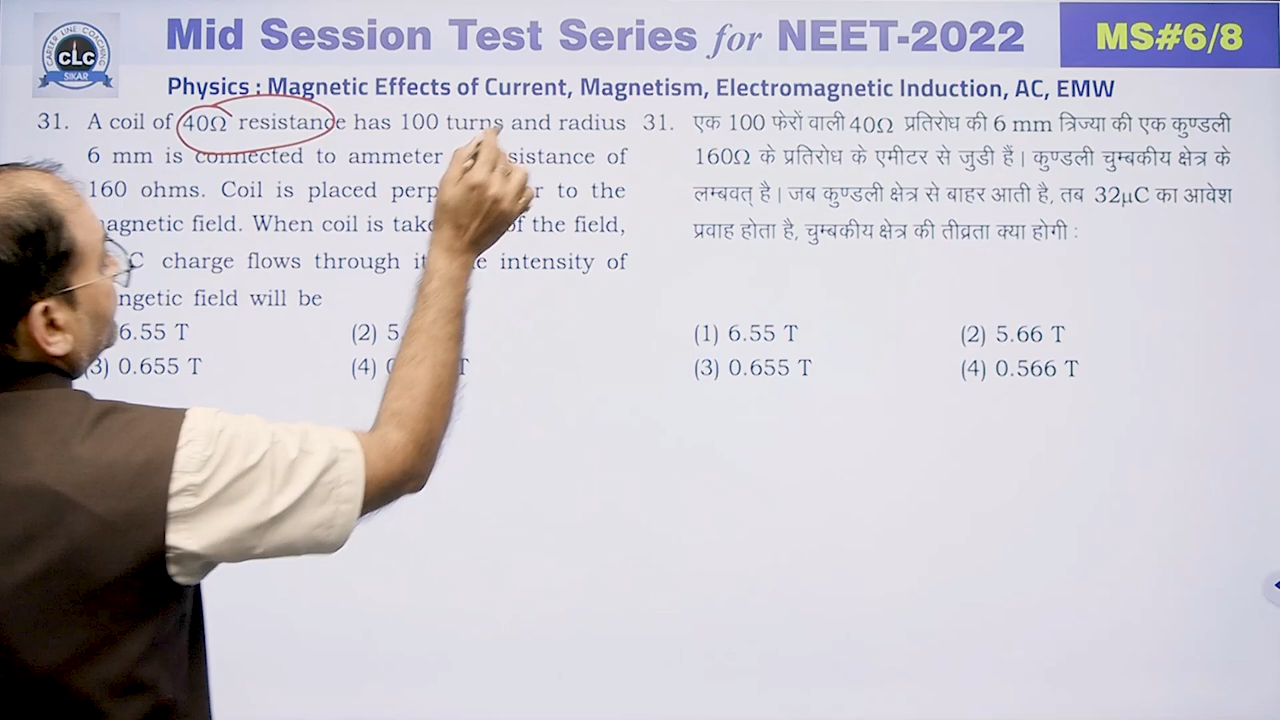 Mid Session Test Series for NEET-2022
MS#6/8
CAREER LINE COACHING
CLC
SIKAR
Physics : Magnetic Effects of Current, Magnetism, Electromagnetic Induction, AC, EMW
31. A coil of 40Ω resistance has 100 turns and radius
6 mm is connected to ammeter sistance of
160 ohms. Coil is placed perp r to the
agnetic field. When coil is take f the field,
C charge flows through it e intensity of
ngetic field will be
6.55 T (2) 5.
(3) 0.655 T (4) 0 T
31. एक 100 फेरों वाली 40Ω प्रतिरोध की 6 mm त्रिज्या की एक कुण्डली
160Ω के प्रतिरोध के एमीटर से जुडी हैं। कुण्डली चुम्बकीय क्षेत्र के
लम्बवत् है। जब कुण्डली क्षेत्र से बाहर आती है, तब 32μC का आवेश
प्रवाह होता है, चुम्बकीय क्षेत्र की तीव्रता क्या होगी :
(1) 6.55 T (2) 5.66 T
(3) 0.655 T (4) 0.566 T